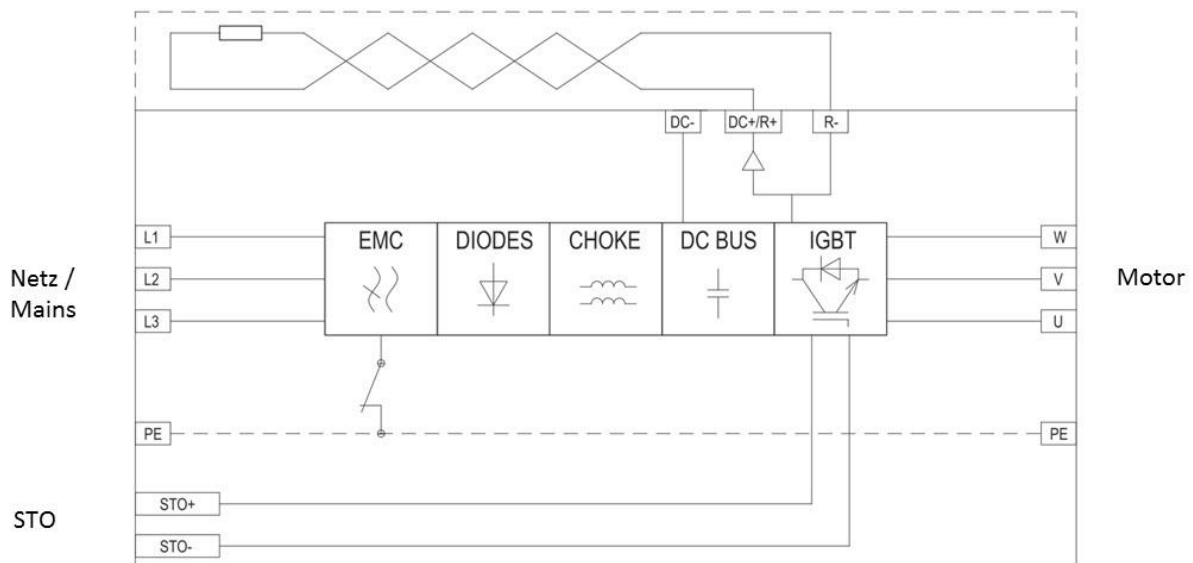 DC- DC+/R+ R-
L1 EMC DIODES CHOKE DC BUS IGBT W
Netz /
Mains
L2 V Motor
L3 U
PE PE
STO
STO+
STO-